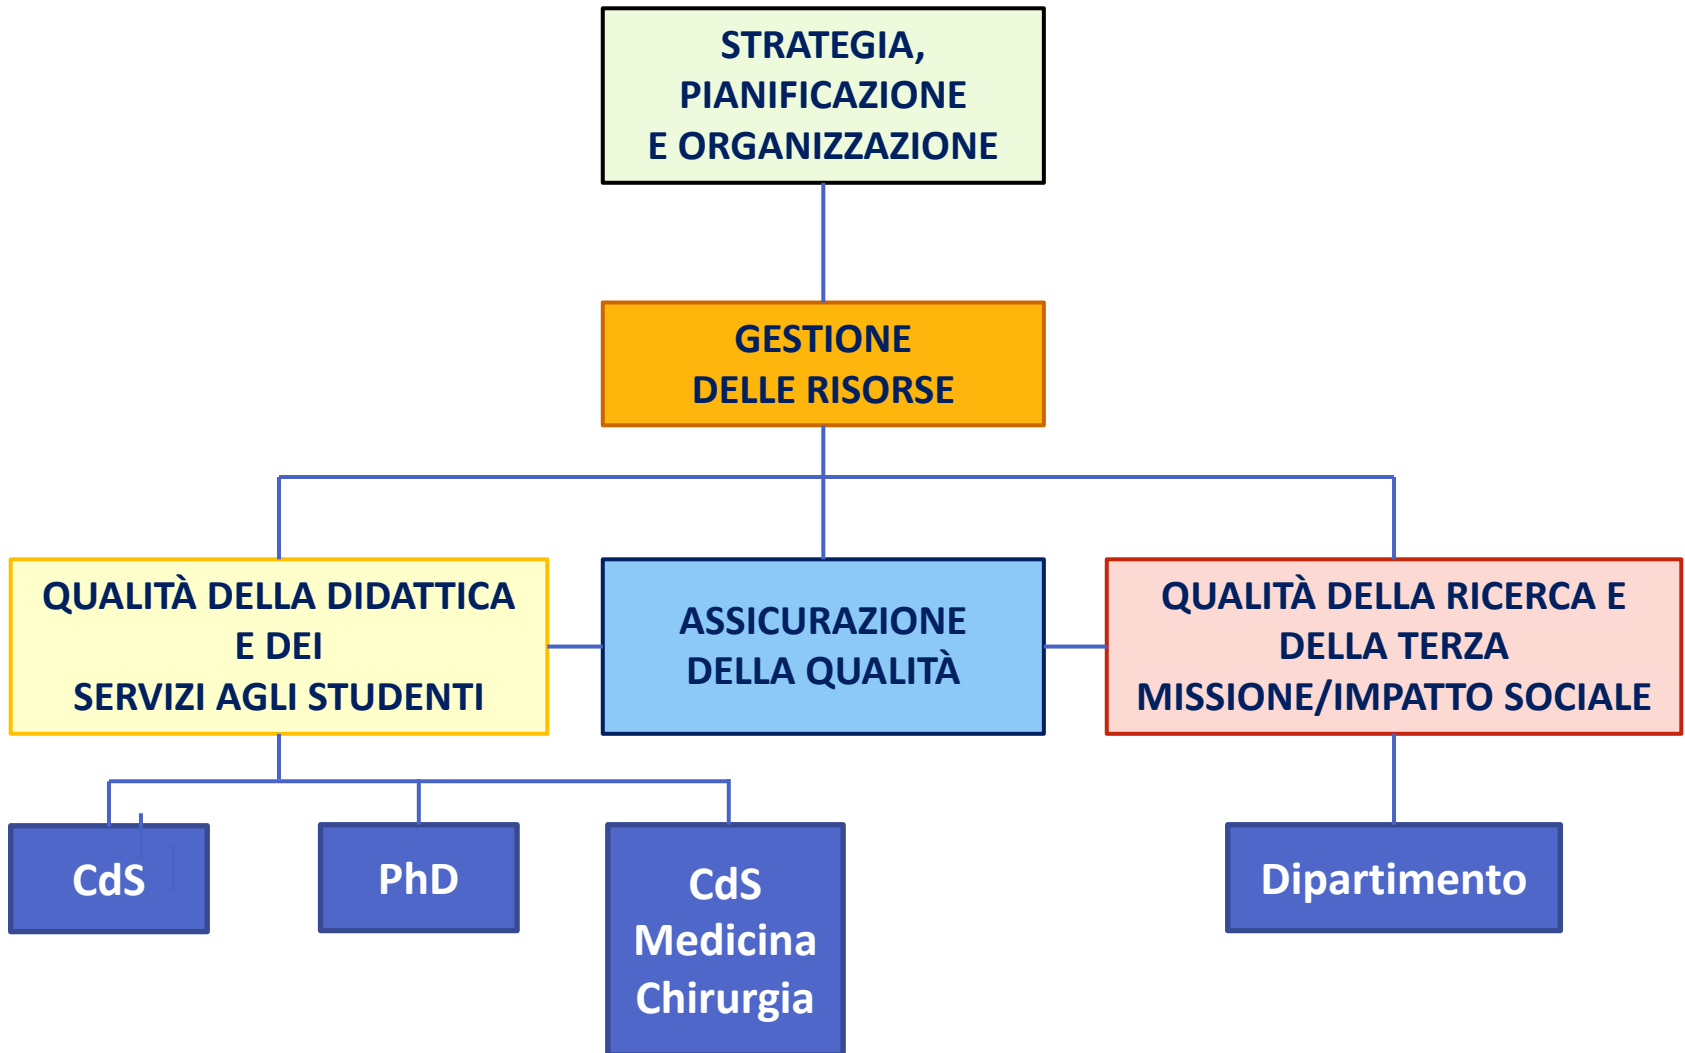 STRATEGIA,
PIANIFICAZIONE
E ORGANIZZAZIONE
GESTIONE
DELLE RISORSE
QUALITÀ DELLA DIDATTICA
E DEI
SERVIZI AGLI STUDENTI
ASSICURAZIONE
DELLA QUALITÀ
QUALITÀ DELLA RICERCA E
DELLA TERZA
MISSIONE/IMPATTO SOCIALE
CdS
PhD
CdS
Medicina
Chirurgia
Dipartimento